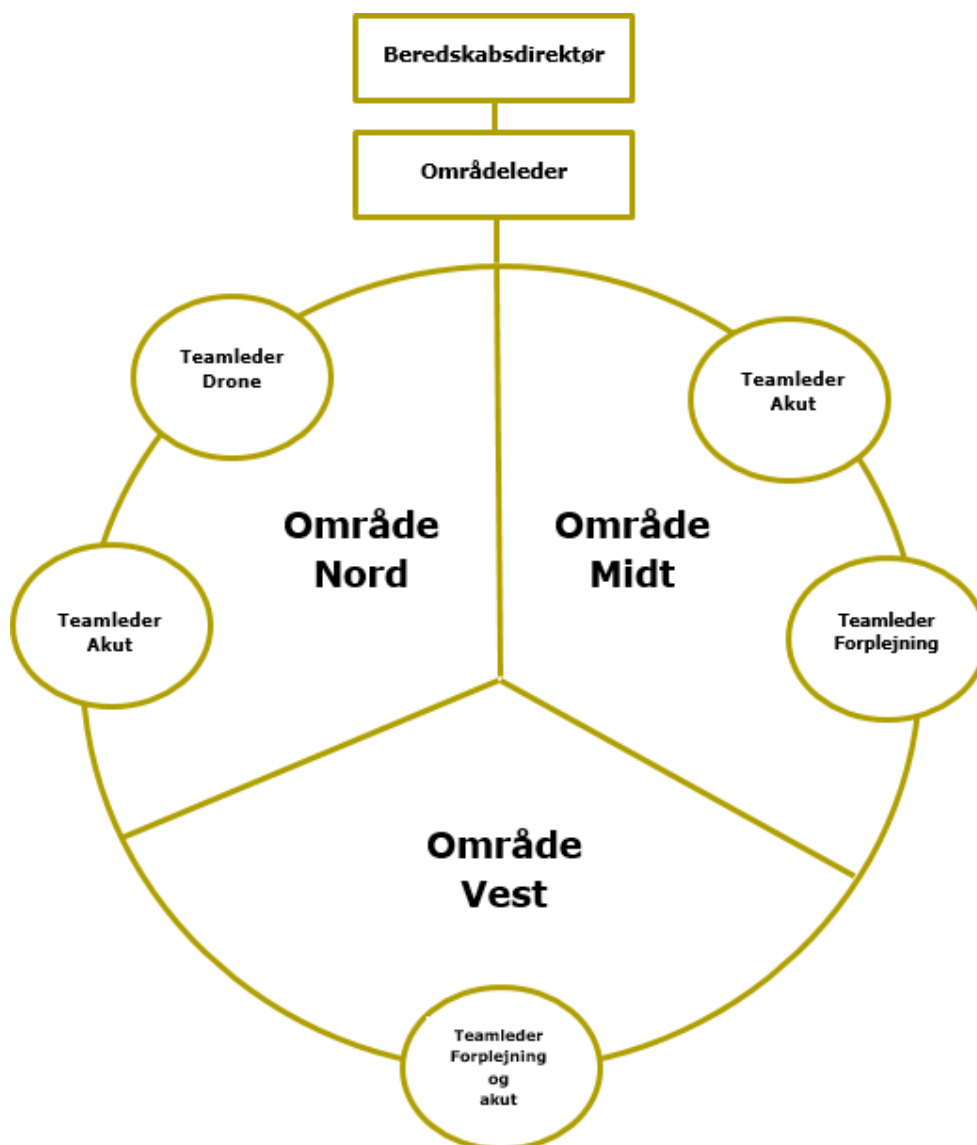 Beredskabsdirektør
Områdeleder
Teamleder
Drone
Teamleder
Akut
Område
Nord
Område
Midt
Teamleder
Akut
Teamleder
Forplejning
Område
Vest
Teamleder
Forplejning
og
akut